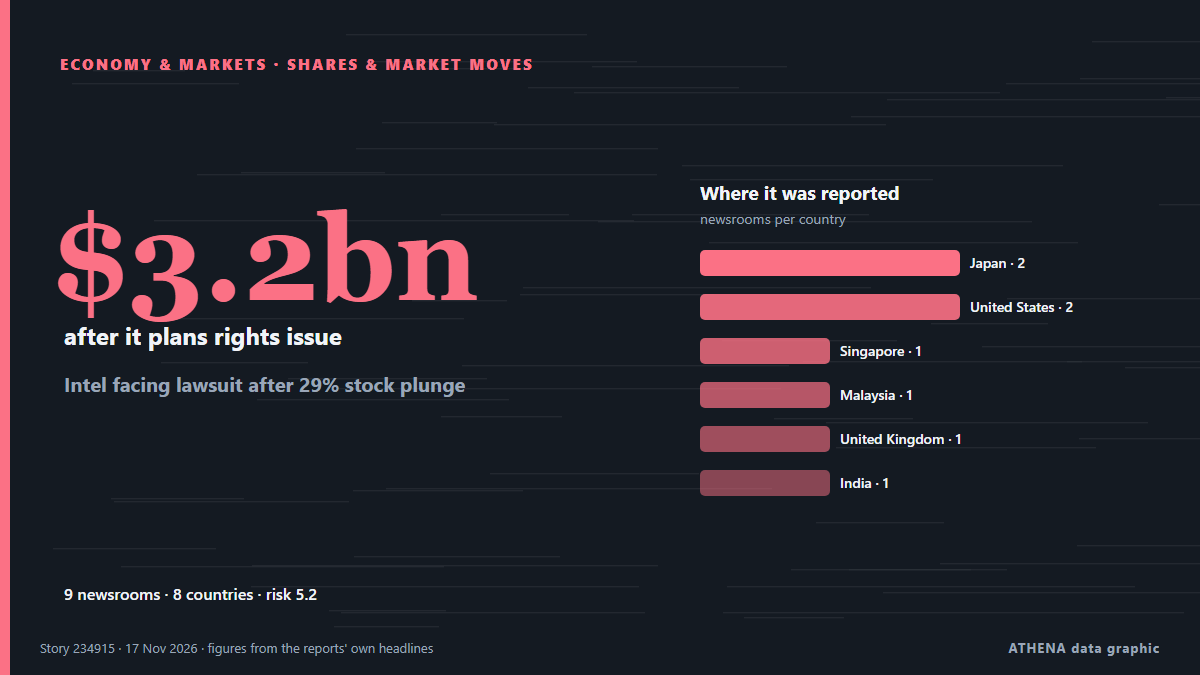 ECONOMY & MARKETS · SHARES & MARKET MOVES
$3.2bn
after it plans rights issue
Intel facing lawsuit after 29% stock plunge
Where it was reported
newsrooms per country
Japan · 2
United States · 2
Singapore · 1
Malaysia · 1
United Kingdom · 1
India · 1
9 newsrooms · 8 countries · risk 5.2
Story 234915 · 17 Nov 2026 · figures from the reports' own headlines
ATHENA data graphic